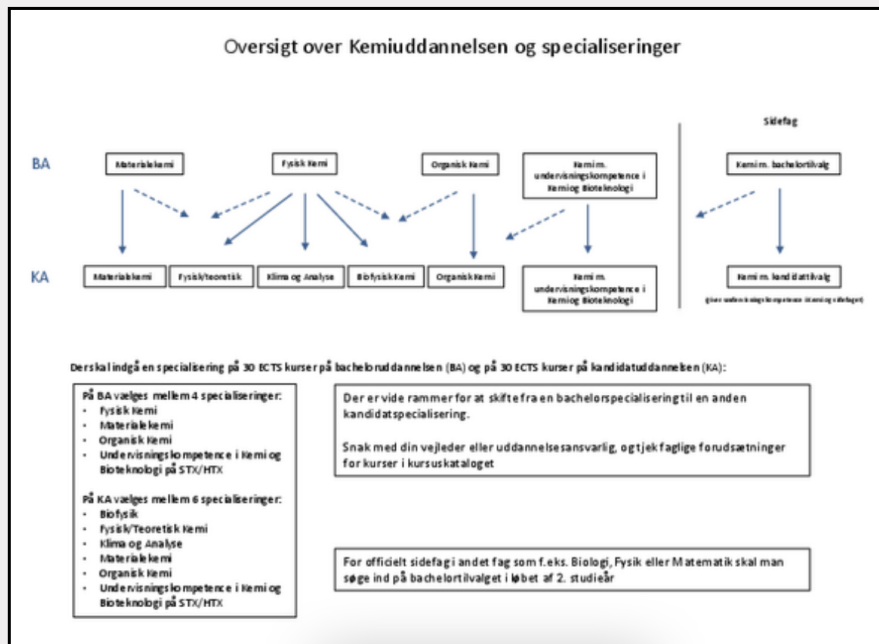 Oversigt over Kemiuddannelsen og specialiseringer
Sidefag
BA
Materialekemi
Fysisk Kemi
Organisk Kemi
Kemi m.
undervisningskompetence i
Kemi og Bioteknologi
Kemi m. bachelortilvalg
KA
Materialekemi
Fysisk/teoretisk
Klima og Analyse
Biofysisk Kemi
Organisk Kemi
Kemi m.
undervisningskompetence i
Kemi og Bioteknologi
Kemi m. kandidattilvalg
(giver undervisningskompetence i kemi og sidefaget)
Der skal indgå en specialisering på 30 ECTS kurser på bacheloruddannelsen (BA) og på 30 ECTS kurser på kandidatuddannelsen (KA):
På BA vælges mellem 4 specialiseringer:
• Fysisk Kemi
• Materialekemi
• Organisk Kemi
• Undervisningskompetence i Kemi og
Bioteknologi på STX/HTX
På KA vælges mellem 6 specialiseringer:
• Biofysik
• Fysisk/Teoretisk Kemi
• Klima og Analyse
• Materialekemi
• Organisk Kemi
• Undervisningskompetence i Kemi og
Bioteknologi på STX/HTX
Der er vide rammer for at skifte fra en bachelorspecialisering til en anden
kandidatspecialisering.
Snak med din vejleder eller uddannelsesansvarlig, og tjek faglige forudsætninger
for kurser i kursuskataloget
For officielt sidefag i andet fag som f.eks. Biologi, Fysik eller Matematik skal man
søge ind på bachelortilvalget i løbet af 2. studieår